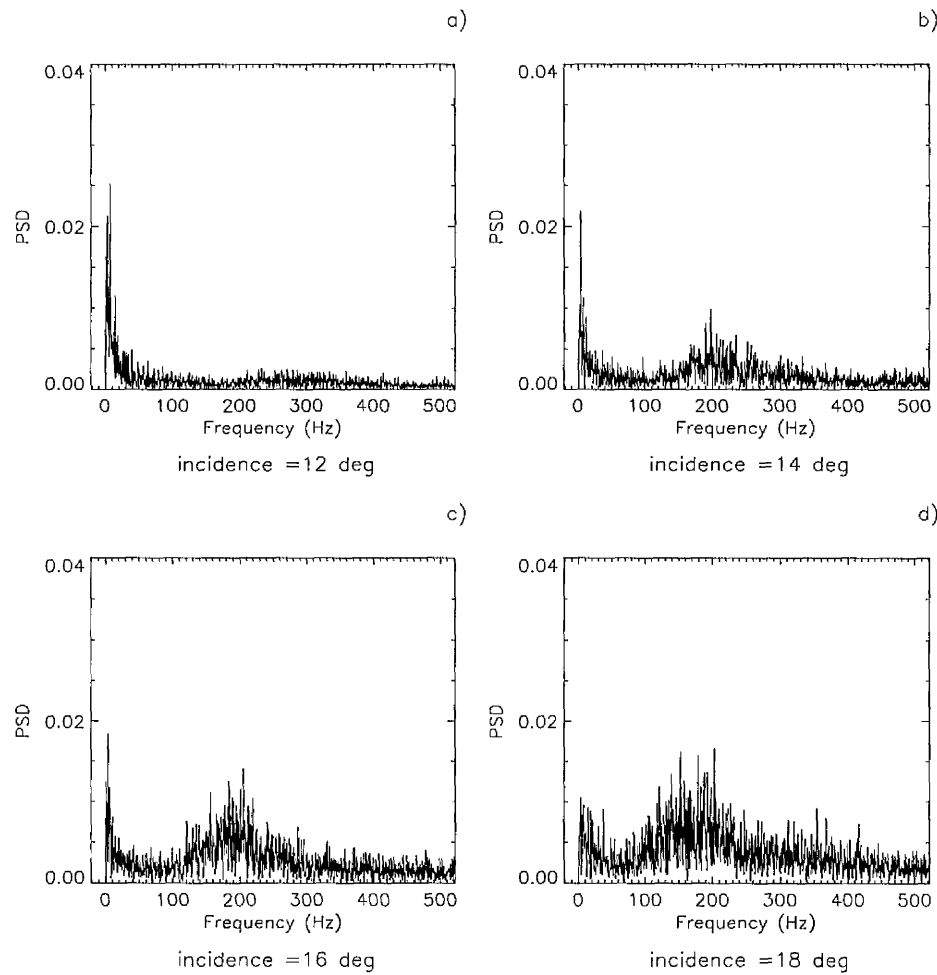 a)
0.04
0.02
0.00
PSD
0 100 200 300 400 500
Frequency (Hz)
incidence =12 deg
b)
0.04
0.02
0.00
PSD
0 100 200 300 400 500
Frequency (Hz)
incidence =14 deg
c)
0.04
0.02
0.00
PSD
0 100 200 300 400 500
Frequency (Hz)
incidence =16 deg
d)
0.04
0.02
0.00
PSD
0 100 200 300 400 500
Frequency (Hz)
incidence =18 deg